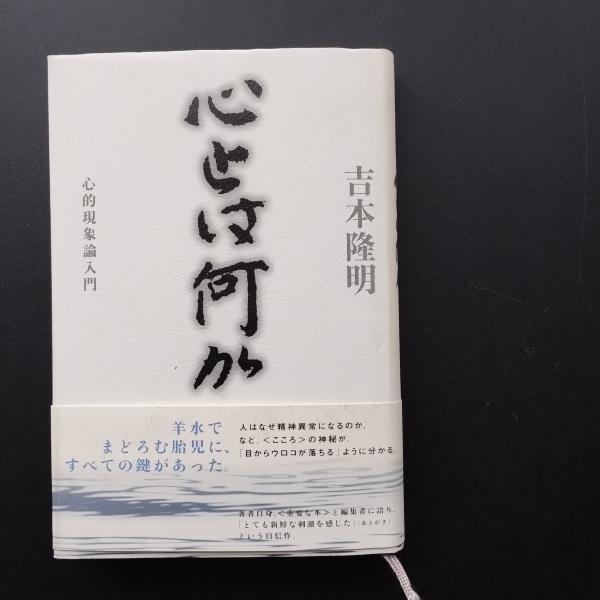 吉本隆明
心とは何か
心的現象論入門
羊水で
まどろむ胎児に、
すべての鍵があった。
人はなぜ精神異常になるのか、
など、<こころ>の神秘が、
「目からウロコが落ちる」ように分かる。
著者自身、<重要な本>と編集者に語り、
「とても新鮮な刺激を感じた」(あとがき)
という自信作。